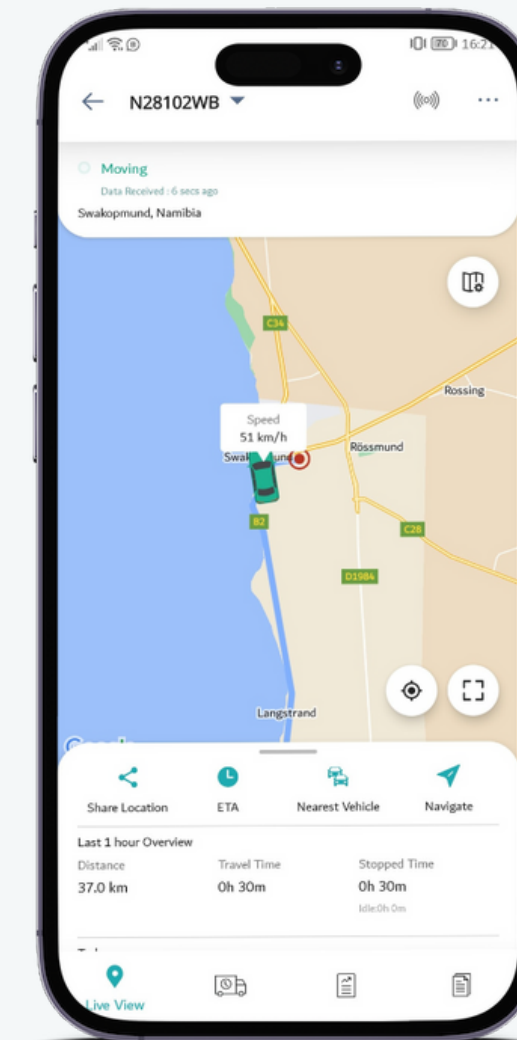 70 16:21
N28102WB
Moving
Data Received : 6 secs ago
Swakopmund, Namibia
C34
Rossing
Speed
51 km/h
Rössmund
B2
C28
D1984
Langstrand
Share Location ETA Nearest Vehicle Navigate
Last 1 hour Overview
Distance Travel Time Stopped Time
37.0 km 0h 30m 0h 30m
Idle:0h 0m
Live View